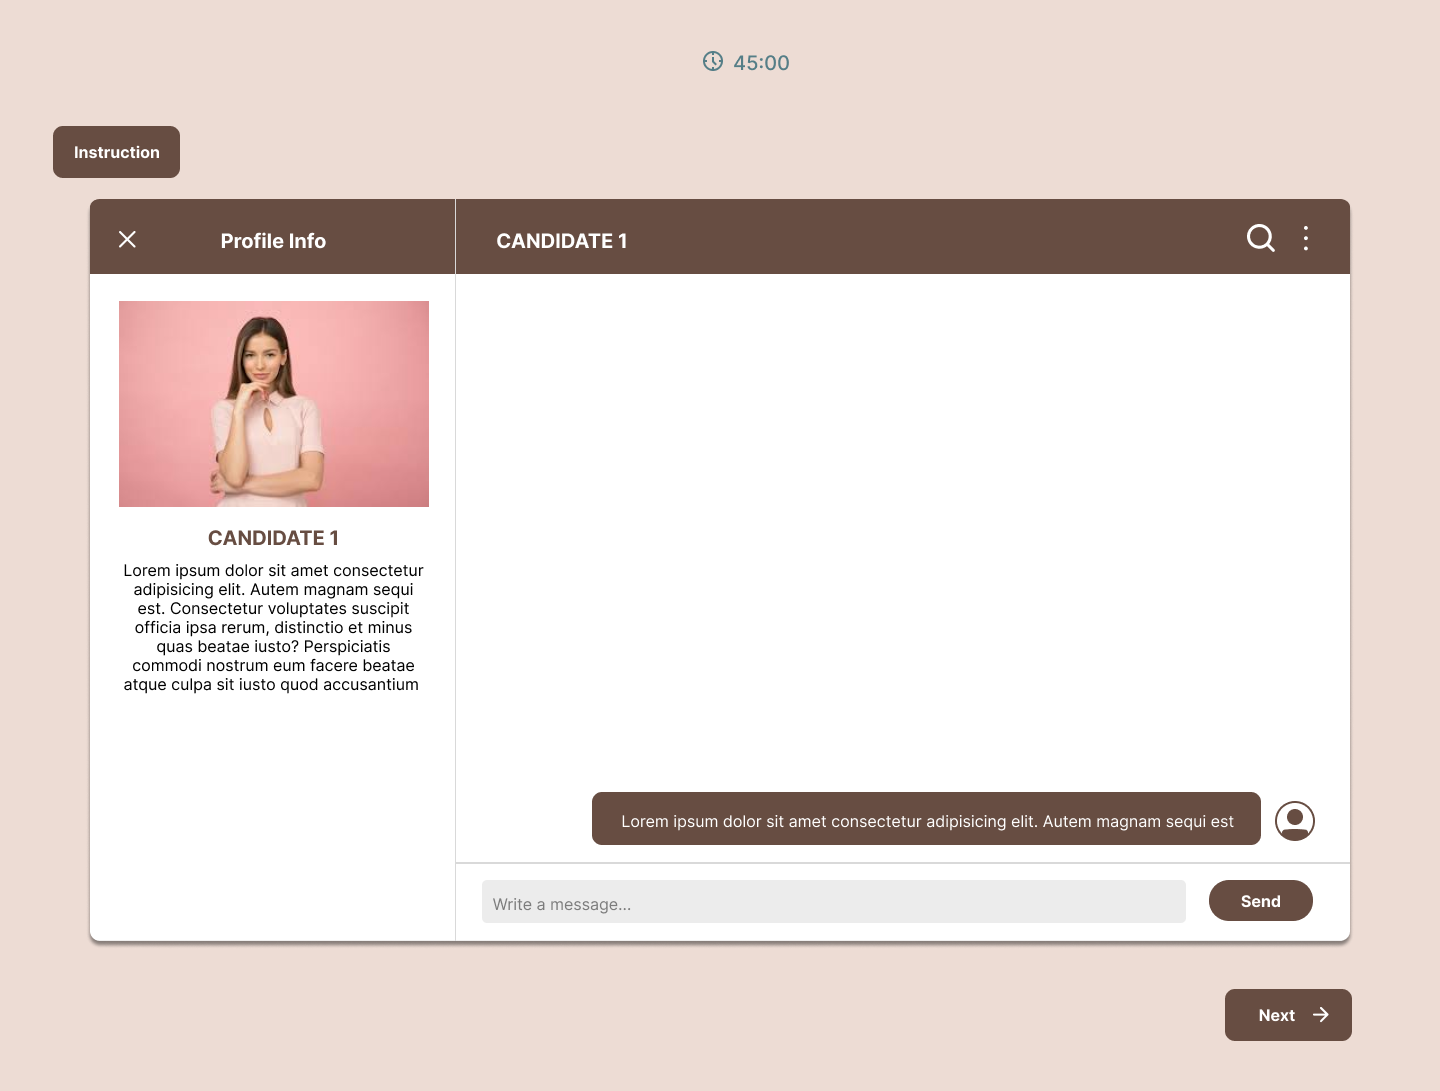 45:00
Instruction
Profile Info
CANDIDATE 1
CANDIDATE 1
Lorem ipsum dolor sit amet consectetur
adipisicing elit. Autem magnam sequi
est. Consectetur voluptates suscipit
officia ipsa rerum, distinctio et minus
quas beatae iusto? Perspiciatis
commodi nostrum eum facere beatae
atque culpa sit iusto quod accusantium
Lorem ipsum dolor sit amet consectetur adipisicing elit. Autem magnam sequi est
Write a message...
Send
Next